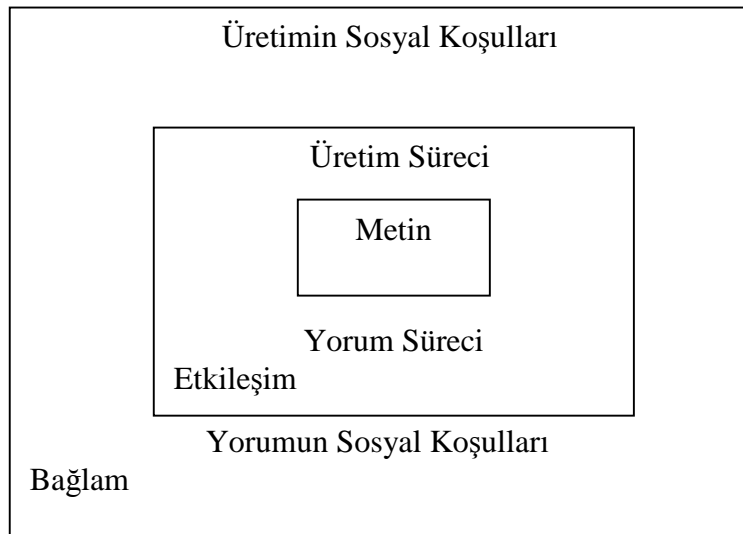 Üretimin Sosyal Koşulları
Üretim Süreci
Metin
Yorum Süreci
Etkileşim
Yorumun Sosyal Koşulları
Bağlam